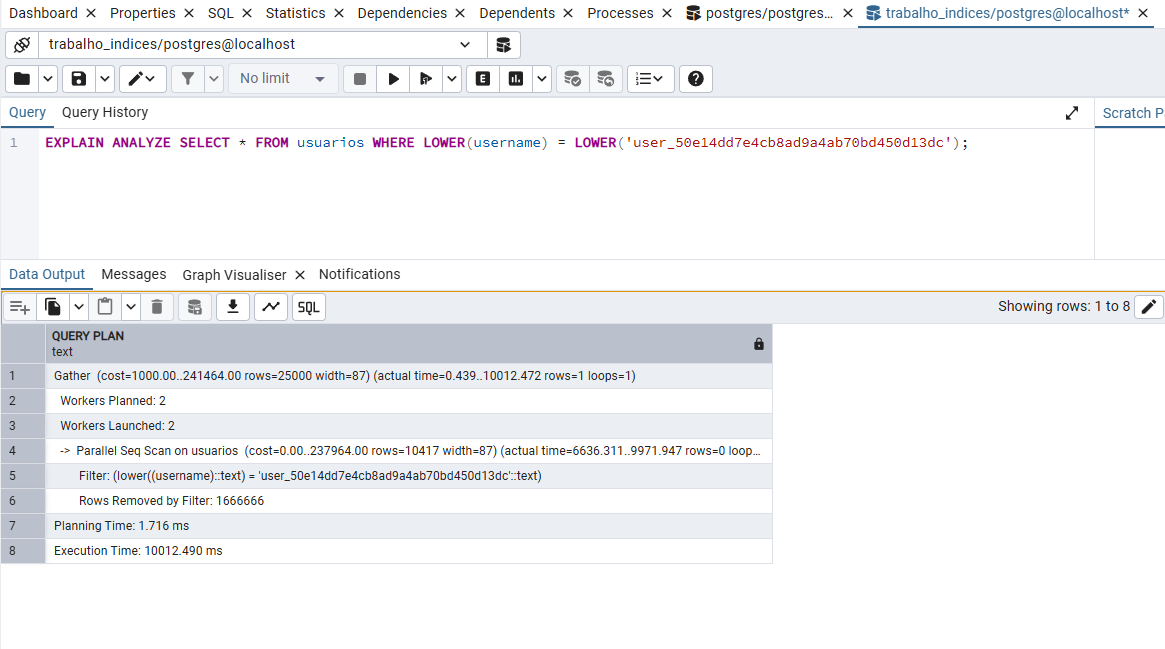 Dashboard Properties SQL Statistics Dependencies Dependents Processes postgres/postgres... trabalho_indices/postgres@localhost*
trabalho_indices/postgres@localhost
No limit E
Query Query History Scratch P
1 EXPLAIN ANALYZE SELECT * FROM usuarios WHERE LOWER(username) = LOWER('user_50e14dd7e4cb8ad9a4ab70bd450d13dc');
Data Output Messages Graph Visualiser Notifications
SQL Showing rows: 1 to 8
QUERY PLAN
text
1 Gather (cost=1000.00..241464.00 rows=25000 width=87) (actual time=0.439..10012.472 rows=1 loops=1)
2 Workers Planned: 2
3 Workers Launched: 2
4 -> Parallel Seq Scan on usuarios (cost=0.00..237964.00 rows=10417 width=87) (actual time=6636.311..9971.947 rows=0 loop...
5 Filter: (lower((username)::text) = 'user_50e14dd7e4cb8ad9a4ab70bd450d13dc'::text)
6 Rows Removed by Filter: 1666666
7 Planning Time: 1.716 ms
8 Execution Time: 10012.490 ms